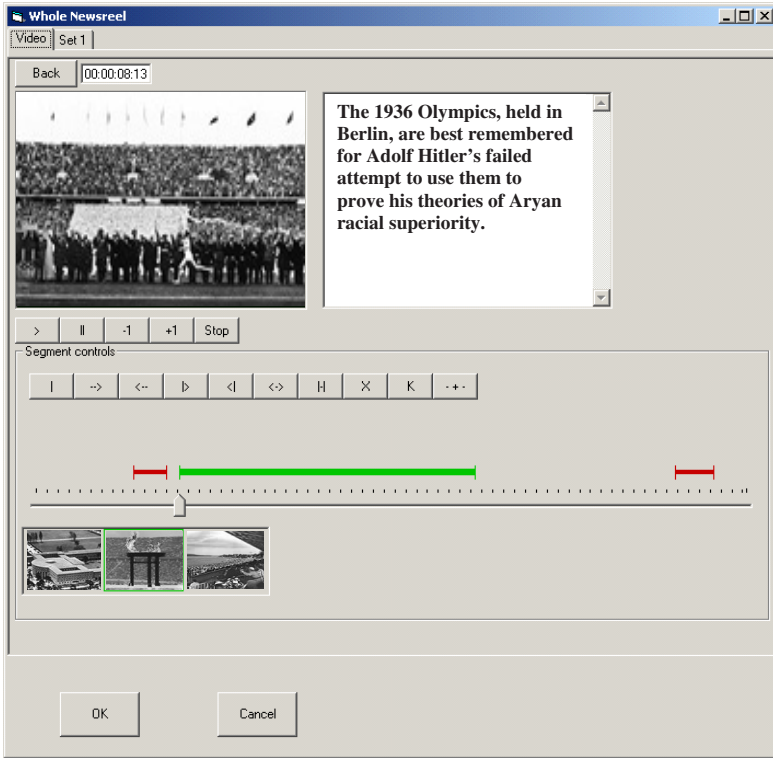 Whole Newsreel
Video Set 1
Back 00:00:08:13
The 1936 Olympics, held in
Berlin, are best remembered
for Adolf Hitler's failed
attempt to use them to
prove his theories of Aryan
racial superiority.
> II -1 +1 Stop
Segment controls
| --> <-- |> <| <-> |-| X K -+-
OK Cancel